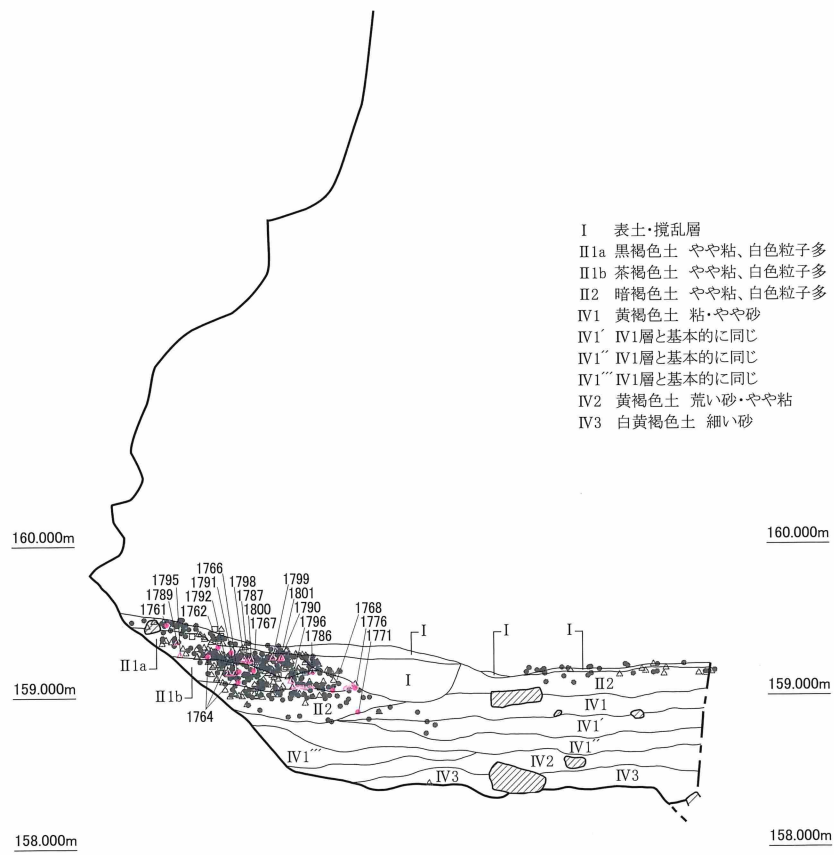 I 表土・撹乱層
II1a 黒褐色土 やや粘、白色粒子多
II1b 茶褐色土 やや粘、白色粒子多
II2 暗褐色土 やや粘、白色粒子多
IV1 黄褐色土 粘・やや砂
IV1′ IV1層と基本的に同じ
IV1″ IV1層と基本的に同じ
IV1‴ IV1層と基本的に同じ
IV2 黄褐色土 荒い砂・やや粘
IV3 白黄褐色土 細い砂
160.000m
160.000m
1766
1795 1791 1798 1799
1789 1792 1787 1801
1761 1762 1800 1790 1768
1767 1796 1776
1786 1771
I
I
I
II1a
I
159.000m
159.000m
II1b
II2
II2
1764
IV1
IV1′
IV1″
IV1‴
IV2
IV3
IV3
158.000m
158.000m